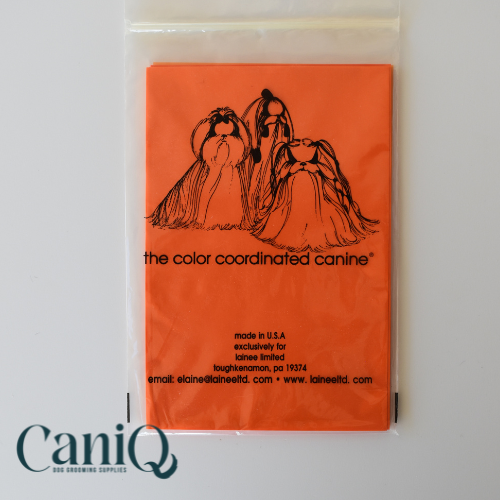 the color coordinated canine®
made in U.S.A
exclusively for
lainee limited
toughkenamon, pa 19374
email: elaine@laineeltd. com • www. laineeltd. com
CaniQ
DOG GROOMING SUPPLIES